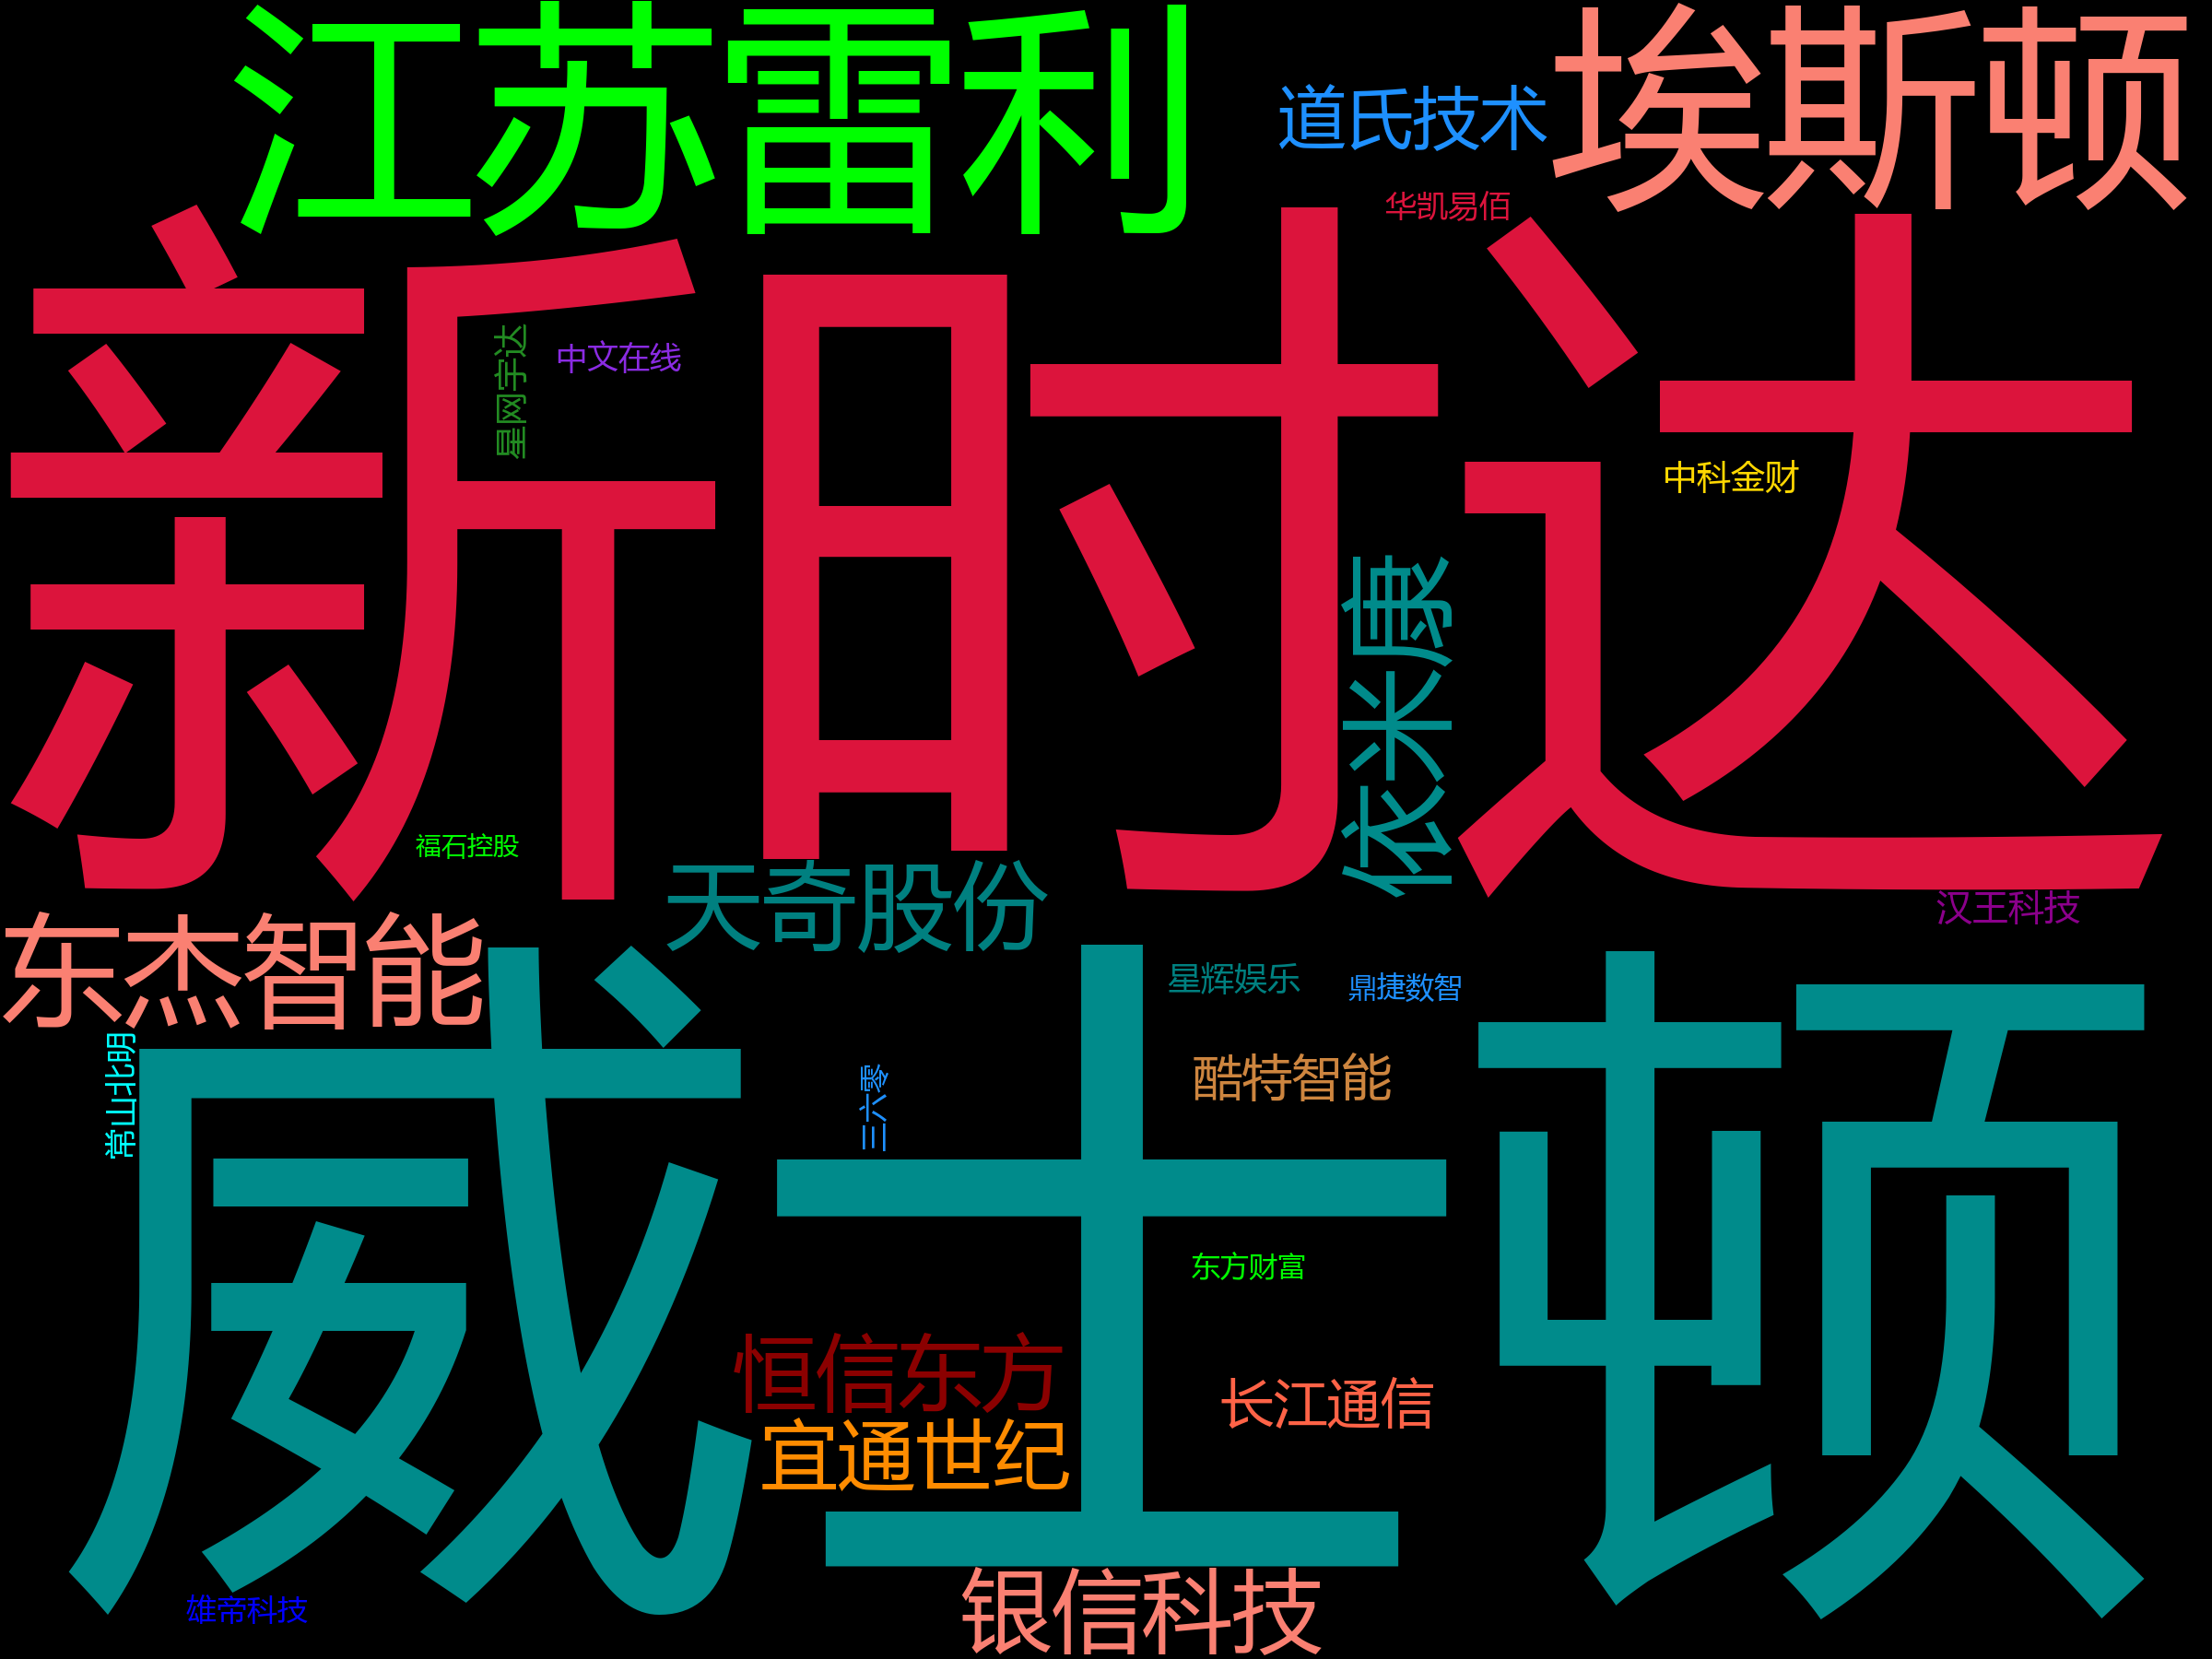 江苏雷利
埃斯顿
道氏技术
华凯易佰
新时达
星网宇达
中文在线
中科金财
依米康
福石控股
天奇股份
汉王科技
东杰智能
昱辉娱乐
鼎捷数智
常山北明
三六零
酷特智能
威士顿
东方财富
恒信东方
长江通信
宜通世纪
银信科技
雄帝科技